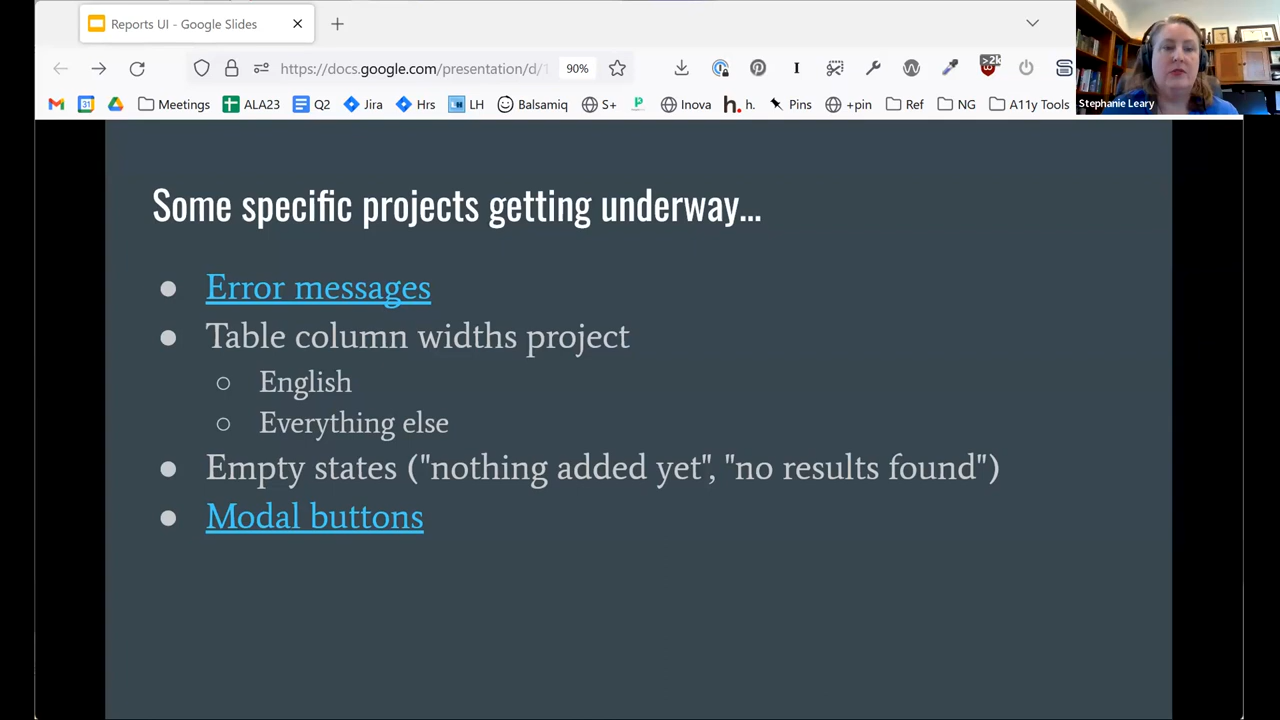 Reports UI - Google Slides
https://docs.google.com/presentation/d/1
90%
>2k
Meetings
ALA23
Q2
Jira
Hrs
LH
Balsamiq
S+
Inova
h.
Pins
+pin
Ref
NG
A11y Tools
Stephanie Leary
Some specific projects getting underway...
● Error messages
● Table column widths project
○ English
○ Everything else
● Empty states ("nothing added yet", "no results found")
● Modal buttons